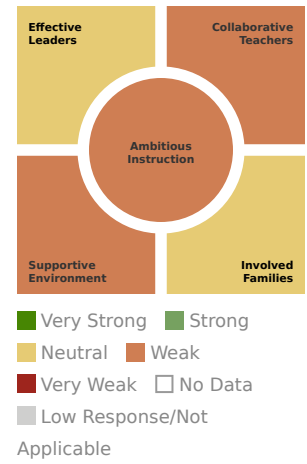 Effective
Leaders
Collaborative
Teachers
Ambitious
Instruction
Supportive
Environment
Involved
Families
Very Strong
Strong
Neutral
Weak
Very Weak
No Data
Low Response/Not
Applicable